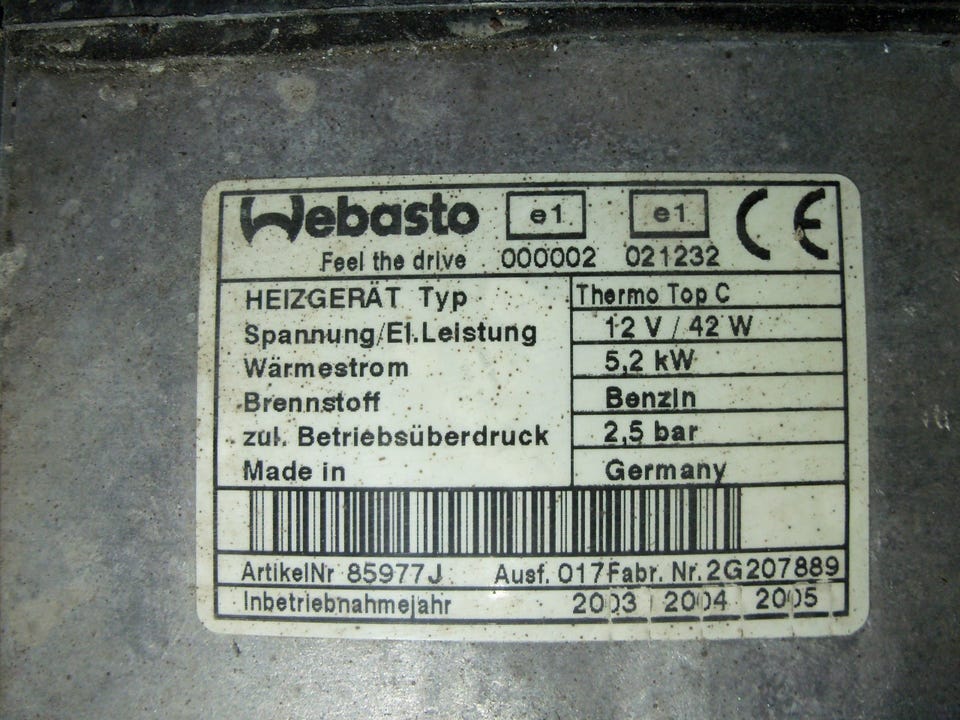 Webasto e1 e1 CE
Feel the drive 000002 021232
HEIZGERÄT Typ Thermo Top C
Spannung/El.Leistung 12 V / 42 W
Wärmestrom 5,2 kW
Brennstoff Benzin
zul. Betriebsüberdruck 2,5 bar
Made in Germany
ArtikelNr 85977J Ausf. 017 Fabr. Nr. 2G207889
Inbetriebnahmejahr 2003 2004 2005